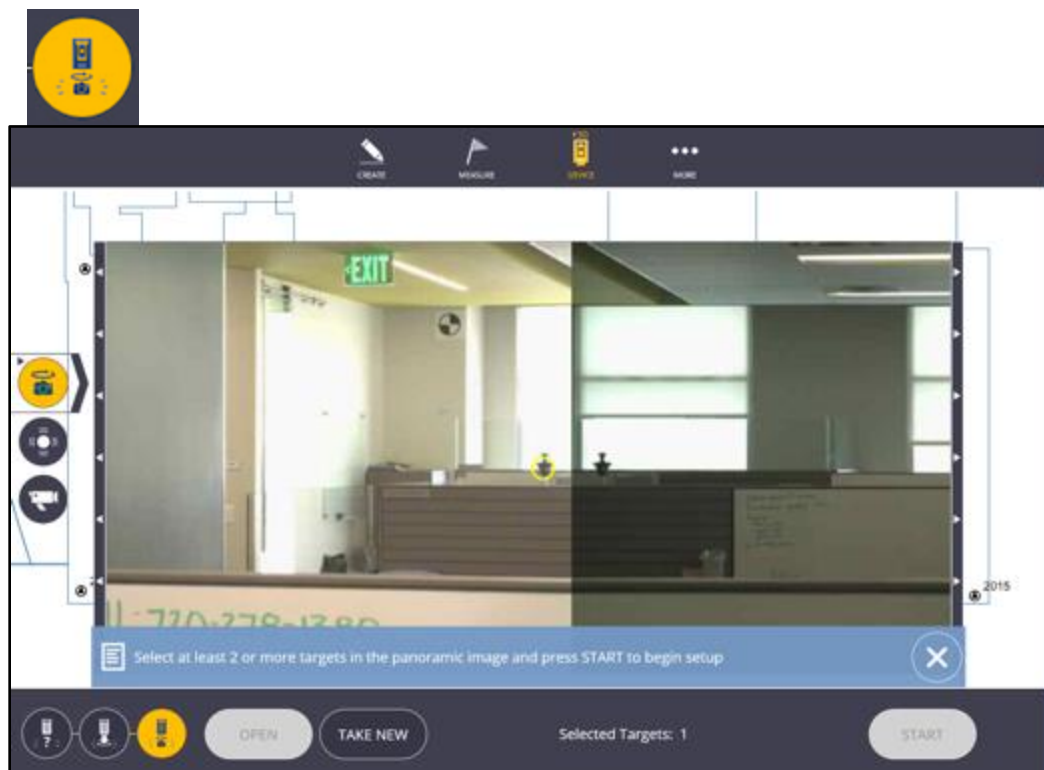 +3D
CREATE
MEASURE
DEVICE
MORE
EXIT
2015
Select at least 2 or more targets in the panoramic image and press START to begin setup
?
OPEN
TAKE NEW
Selected Targets: 1
START